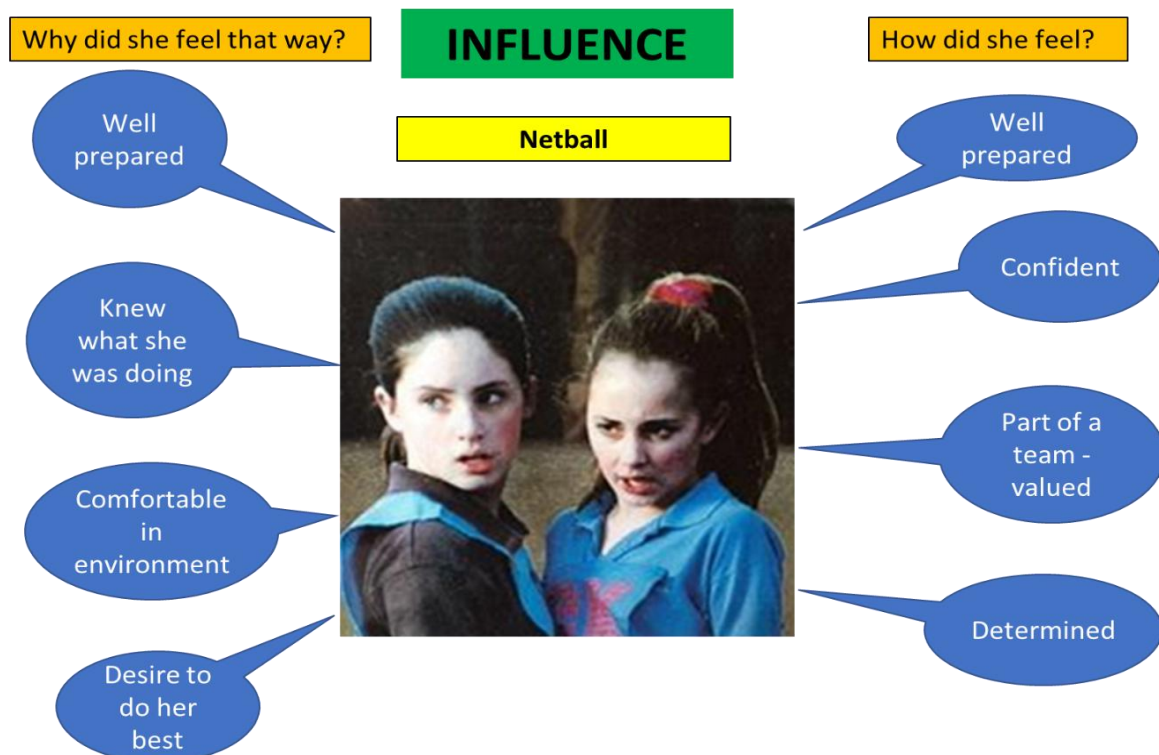 Why did she feel that way?
INFLUENCE
How did she feel?
Netball
Well
prepared
Knew
what she
was doing
Comfortable
in
environment
Desire to
do her
best
Well
prepared
Confident
Part of a
team -
valued
Determined